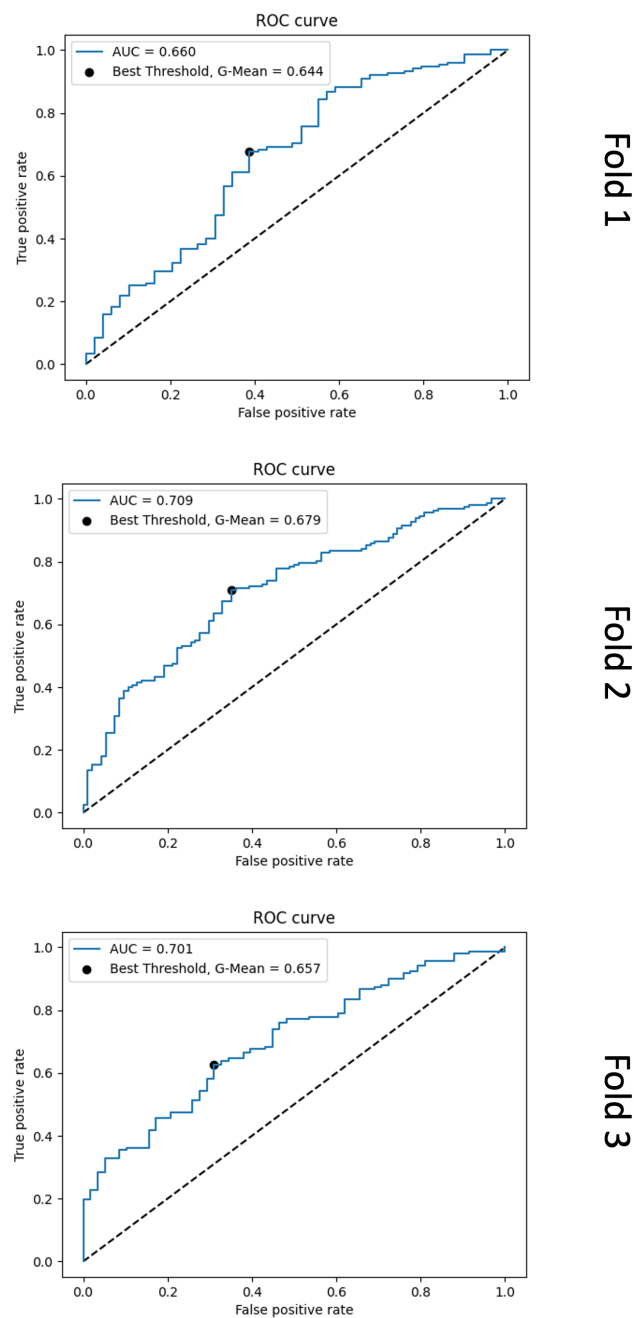 ROC curve
AUC = 0.660
Best Threshold, G-Mean = 0.644
1.0
0.8
0.6
0.4
0.2
0.0
True positive rate
0.0 0.2 0.4 0.6 0.8 1.0
False positive rate
Fold 1
ROC curve
AUC = 0.709
Best Threshold, G-Mean = 0.679
1.0
0.8
0.6
0.4
0.2
0.0
True positive rate
0.0 0.2 0.4 0.6 0.8 1.0
False positive rate
Fold 2
ROC curve
AUC = 0.701
Best Threshold, G-Mean = 0.657
1.0
0.8
0.6
0.4
0.2
0.0
True positive rate
0.0 0.2 0.4 0.6 0.8 1.0
False positive rate
Fold 3